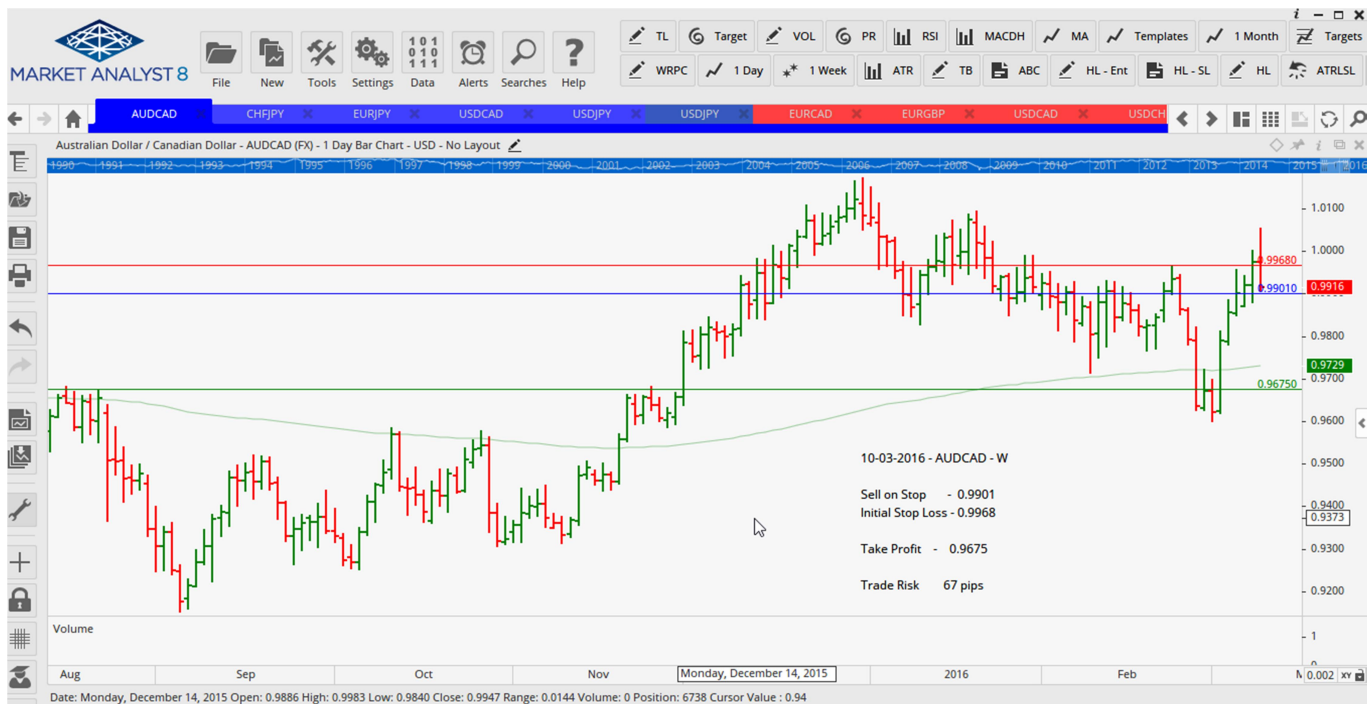 i
TL Target VOL PR RSI MACDH MA Templates 1 Month Targets
WRPC 1 Day 1 Week ATR TB ABC HL - Ent HL - SL HL ATRLSL
MARKET ANALYST 8
101
010
111
File New Tools Settings Data Alerts Searches Help
AUDCAD CHFJPY EURJPY USDCAD USDJPY USDJPY EURCAD EURGBP USDCAD USDCH
Australian Dollar / Canadian Dollar - AUDCAD (FX) - 1 Day Bar Chart - USD - No Layout
1990 1991 1992 1993 1994 1995 1996 1997 1998 1999 2000 2001 2002 2003 2004 2005 2006 2007 2008 2009 2010 2011 2012 2013 2014 2015 2016
1.0100
1.0000
0.99680
0.99010
0.9916
0.9800
0.9729
0.9700
0.96750
0.9600
0.9500
0.9400
0.9373
0.9300
0.9200
10-03-2016 - AUDCAD - W
Sell on Stop - 0.9901
Initial Stop Loss - 0.9968
Take Profit - 0.9675
Trade Risk 67 pips
Volume
1
Aug Sep Oct Nov Monday, December 14, 2015 2016 Feb
0.002 XY
Date: Monday, December 14, 2015 Open: 0.9886 High: 0.9983 Low: 0.9840 Close: 0.9947 Range: 0.0144 Volume: 0 Position: 6738 Cursor Value : 0.94